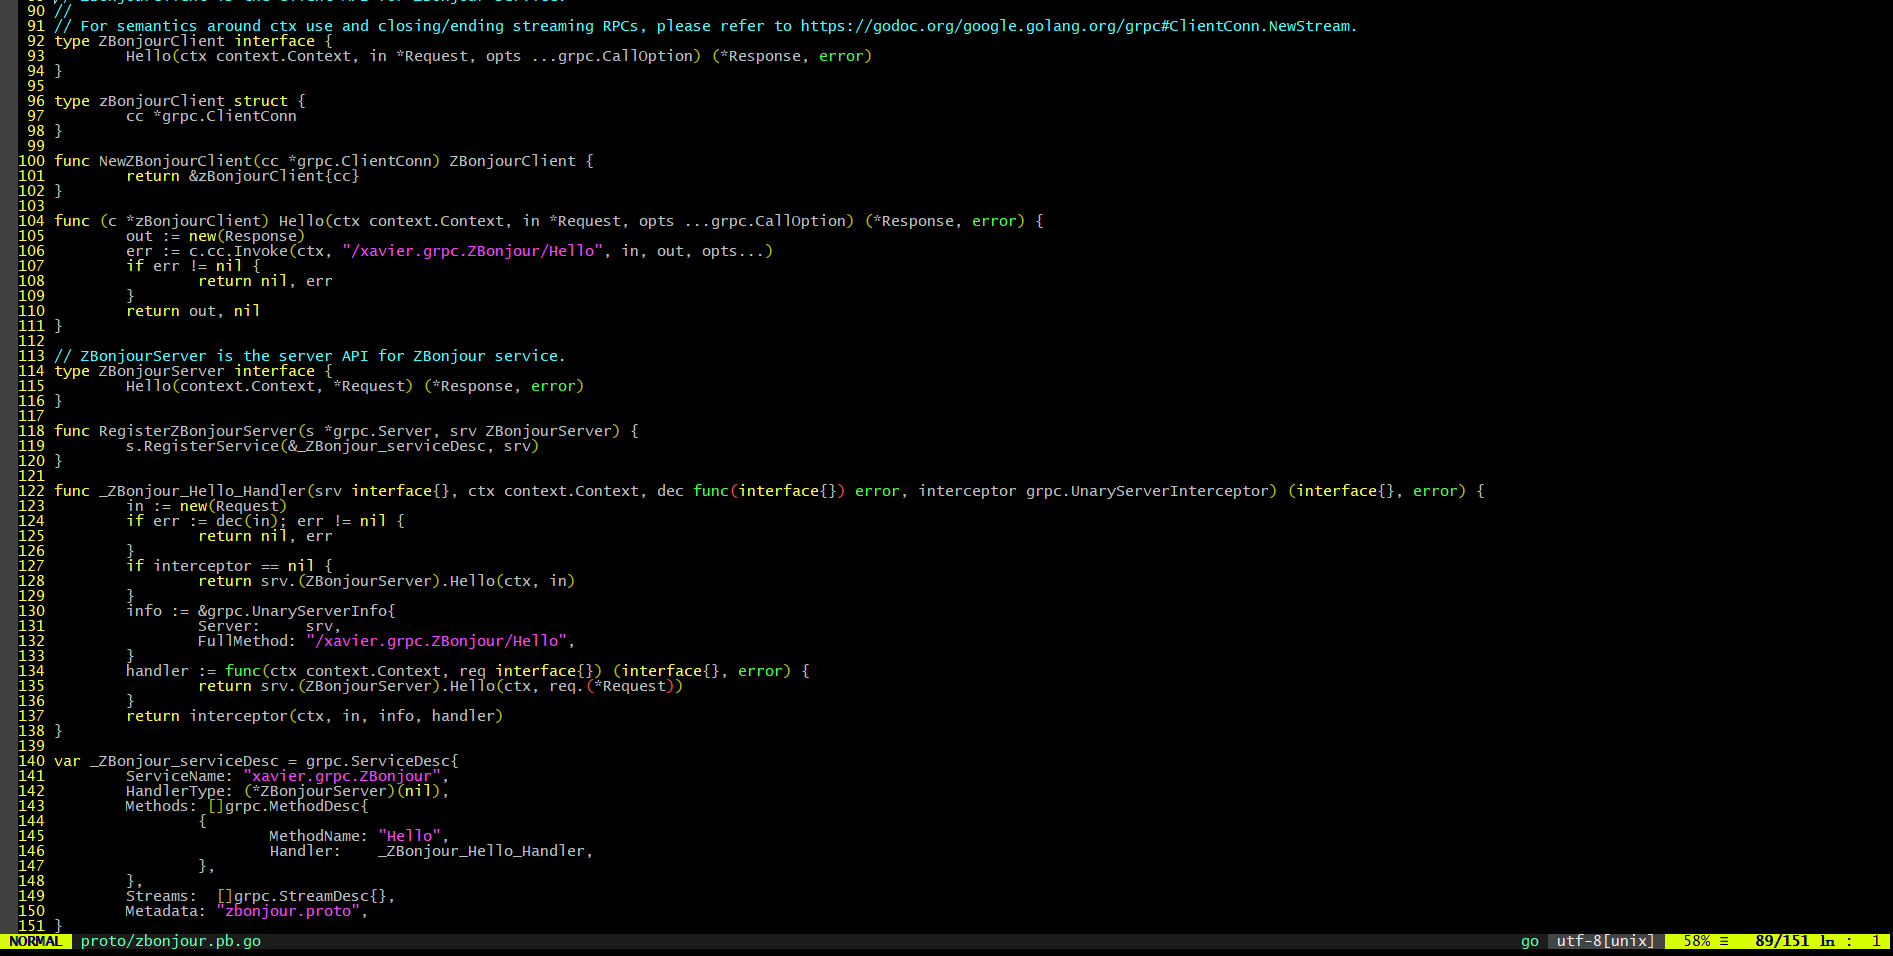 // ZBonjourClient is the client API for ZBonjour service.
90 //
91 // For semantics around ctx use and closing/ending streaming RPCs, please refer to https://godoc.org/google.golang.org/grpc#ClientConn.NewStream.
92 type ZBonjourClient interface {
93         Hello(ctx context.Context, in *Request, opts ...grpc.CallOption) (*Response, error)
94 }
95
96 type zBonjourClient struct {
97         cc *grpc.ClientConn
98 }
99
100 func NewZBonjourClient(cc *grpc.ClientConn) ZBonjourClient {
101         return &zBonjourClient{cc}
102 }
103
104 func (c *zBonjourClient) Hello(ctx context.Context, in *Request, opts ...grpc.CallOption) (*Response, error) {
105         out := new(Response)
106         err := c.cc.Invoke(ctx, "/xavier.grpc.ZBonjour/Hello", in, out, opts...)
107         if err != nil {
108                 return nil, err
109         }
110         return out, nil
111 }
112
113 // ZBonjourServer is the server API for ZBonjour service.
114 type ZBonjourServer interface {
115         Hello(context.Context, *Request) (*Response, error)
116 }
117
118 func RegisterZBonjourServer(s *grpc.Server, srv ZBonjourServer) {
119         s.RegisterService(&_ZBonjour_serviceDesc, srv)
120 }
121
122 func _ZBonjour_Hello_Handler(srv interface{}, ctx context.Context, dec func(interface{}) error, interceptor grpc.UnaryServerInterceptor) (interface{}, error) {
123         in := new(Request)
124         if err := dec(in); err != nil {
125                 return nil, err
126         }
127         if interceptor == nil {
128                 return srv.(ZBonjourServer).Hello(ctx, in)
129         }
130         info := &grpc.UnaryServerInfo{
131                 Server:     srv,
132                 FullMethod: "/xavier.grpc.ZBonjour/Hello",
133         }
134         handler := func(ctx context.Context, req interface{}) (interface{}, error) {
135                 return srv.(ZBonjourServer).Hello(ctx, req.(*Request))
136         }
137         return interceptor(ctx, in, info, handler)
138 }
139
140 var _ZBonjour_serviceDesc = grpc.ServiceDesc{
141         ServiceName: "xavier.grpc.ZBonjour",
142         HandlerType: (*ZBonjourServer)(nil),
143         Methods: []grpc.MethodDesc{
144                 {
145                         MethodName: "Hello",
146                         Handler:    _ZBonjour_Hello_Handler,
147                 },
148         },
149         Streams:  []grpc.StreamDesc{},
150         Metadata: "zbonjour.proto",
151 }
NORMAL proto/zbonjour.pb.go go utf-8[unix] 58% ≡ 89/151 ln : 1